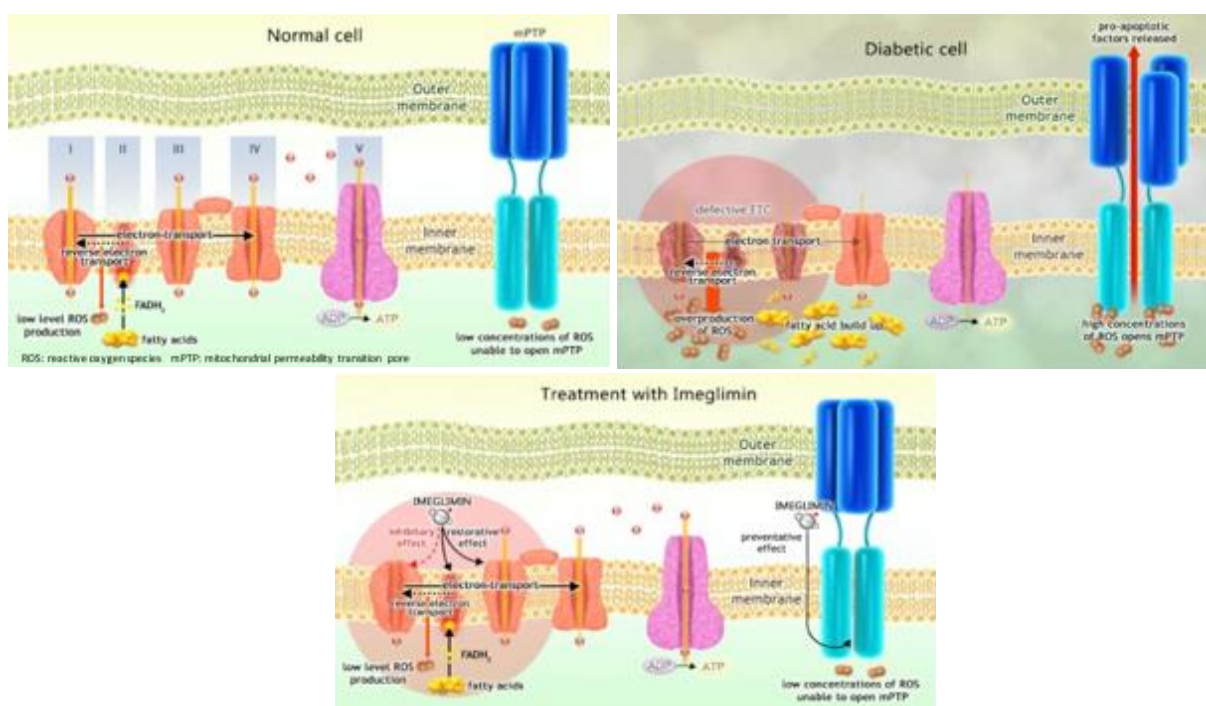 Normal cell
mPTP
Outer
membrane
I II III IV V
electron transport
reverse electron
transport
Inner
membrane
FADH₂
low level ROS
production
fatty acids
ADP ATP
low concentrations of ROS
unable to open mPTP
ROS: reactive oxygen species mPTP: mitochondrial permeability transition pore
Diabetic cell
pro-apoptotic
factors released
Outer
membrane
defective ETC
electron transport
reverse electron
transport
Inner
membrane
overproduction
of ROS
fatty acid build up
ADP ATP
high concentrations
of ROS opens mPTP
Treatment with Imeglimin
Outer
membrane
IMEGLIMIN
inhibitory
effect
restorative
effect
IMEGLIMIN
preventative
effect
electron transport
reverse electron
transport
Inner
membrane
FADH₂
low level ROS
production
fatty acids
ADP ATP
low concentrations of ROS
unable to open mPTP